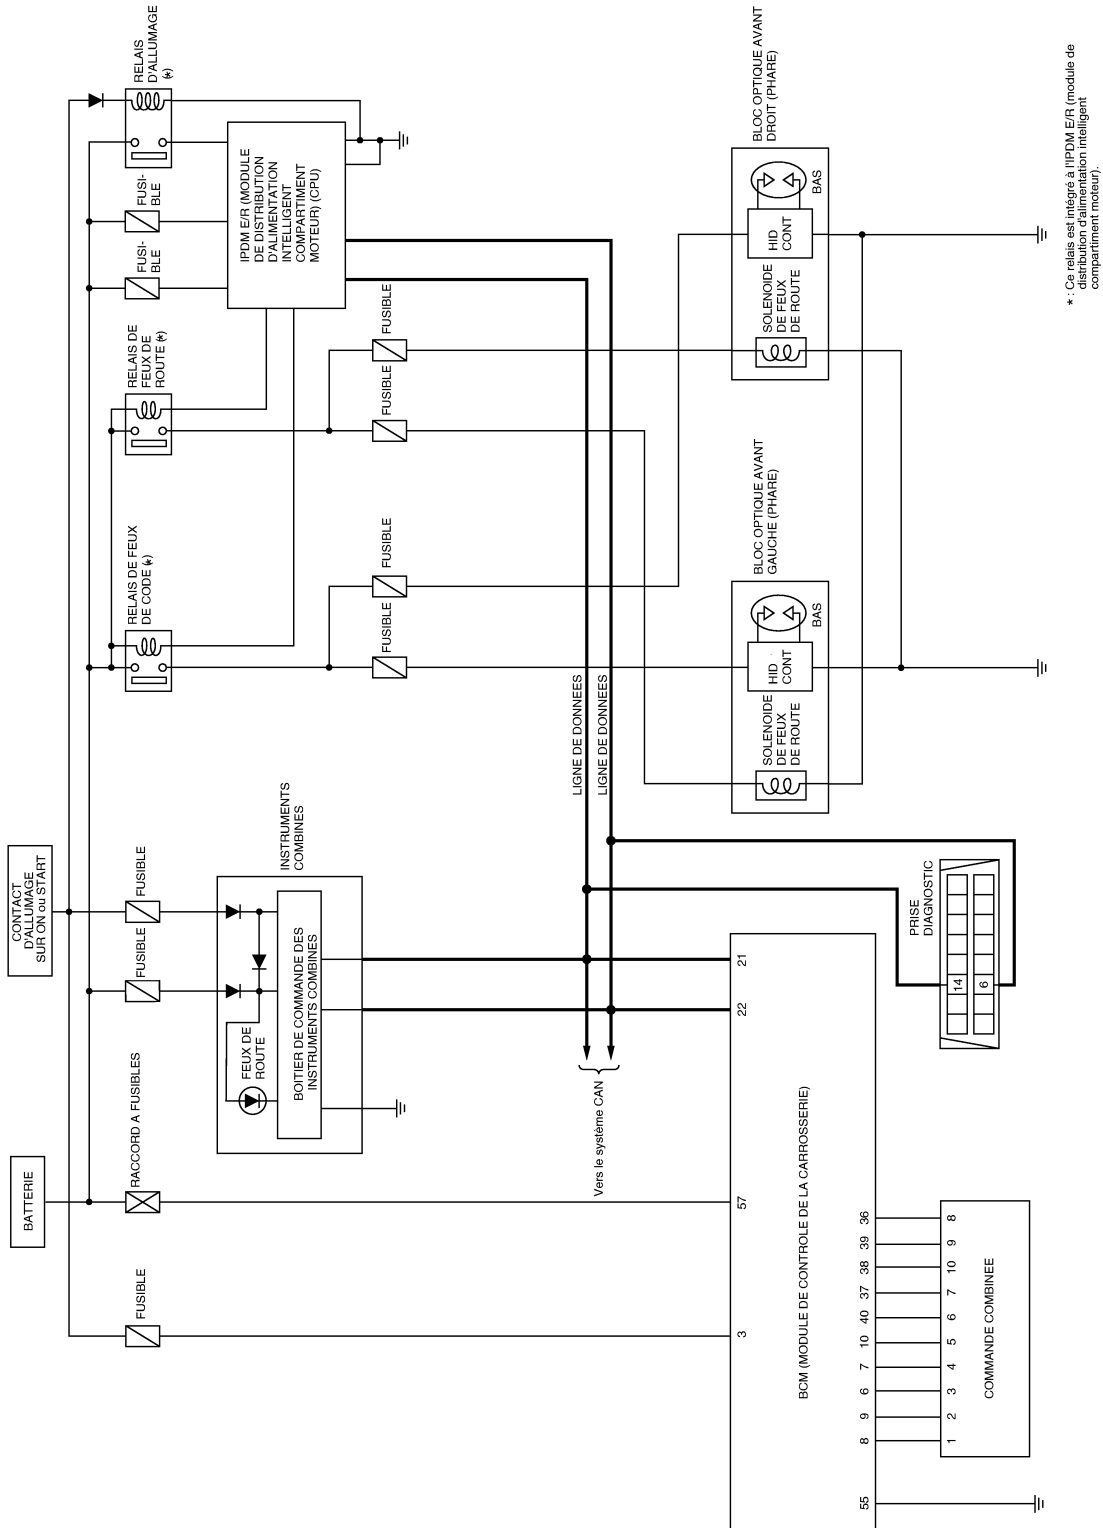 BATTERIE
CONTACT
D'ALLUMAGE
SUR ON ou START
FUSIBLE
RACCORD A FUSIBLES
FUSIBLE
FUSIBLE
RELAIS DE FEUX
DE CODE (*)
RELAIS DE
FEUX DE
ROUTE (*)
FUSI-
BLE
FUSI-
BLE
RELAIS
D'ALLUMAGE
(*)
INSTRUMENTS
COMBINES
FEUX DE
ROUTE
BOITIER DE COMMANDE DES
INSTRUMENTS COMBINES
IPDM E/R (MODULE
DE DISTRIBUTION
D'ALIMENTATION
INTELLIGENT
COMPARTIMENT
MOTEUR) (CPU)
FUSIBLE
FUSIBLE
FUSIBLE
FUSIBLE
LIGNE DE DONNEES
LIGNE DE DONNEES
Vers le système CAN
3
57
22
21
BCM (MODULE DE CONTROLE DE LA CARROSSERIE)
55
8
9
6
7
10
40
37
38
39
36
1
2
3
4
5
6
7
10
9
8
COMMANDE COMBINEE
PRISE
DIAGNOSTIC
14
6
BLOC OPTIQUE AVANT
GAUCHE (PHARE)
SOLENOIDE
DE FEUX
DE ROUTE
HID
CONT
BAS
BLOC OPTIQUE AVANT
DROIT (PHARE)
SOLENOIDE
DE FEUX
DE ROUTE
HID
CONT
BAS
* : Ce relais est intégré à l'IPDM E/R (module de
distribution d'alimentation intelligent
compartiment moteur).